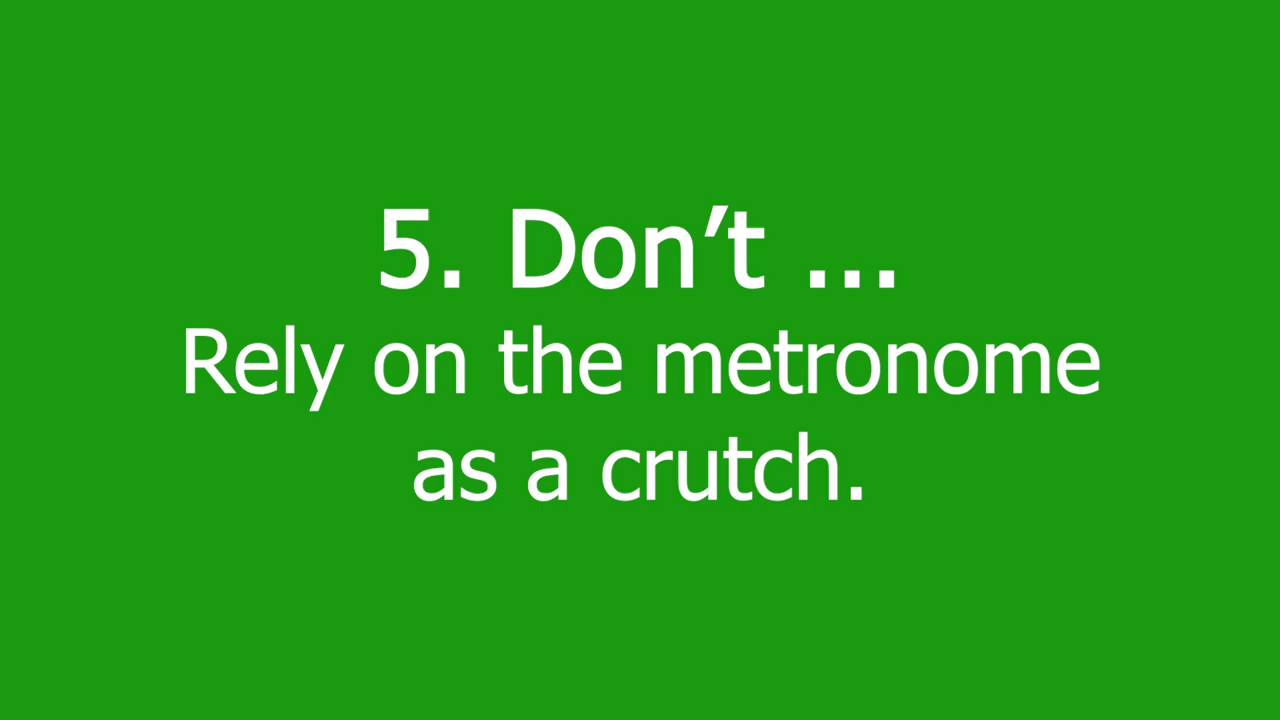 5. Don’t ...
Rely on the metronome
as a crutch.